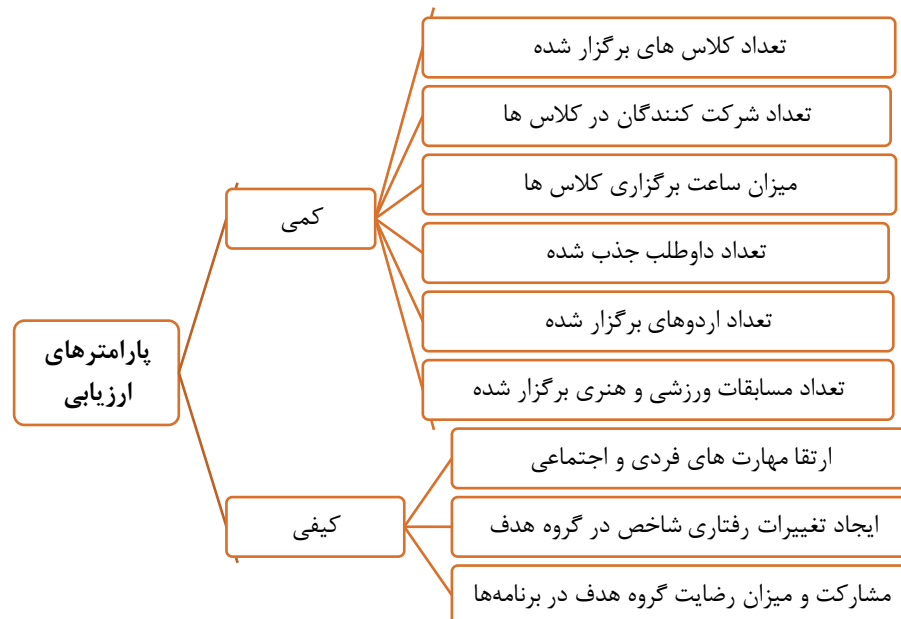 پارامترهای
ارزیابی
کمی
تعداد کلاس های برگزار شده
تعداد شرکت کنندگان در کلاس ها
میزان ساعت برگزاری کلاس ها
تعداد داوطلب جذب شده
تعداد اردوهای برگزار شده
تعداد مسابقات ورزشی و هنری برگزار شده
کیفی
ارتقا مهارت های فردی و اجتماعی
ایجاد تغییرات رفتاری شاخص در گروه هدف
مشارکت و میزان رضایت گروه هدف در برنامه‌ها